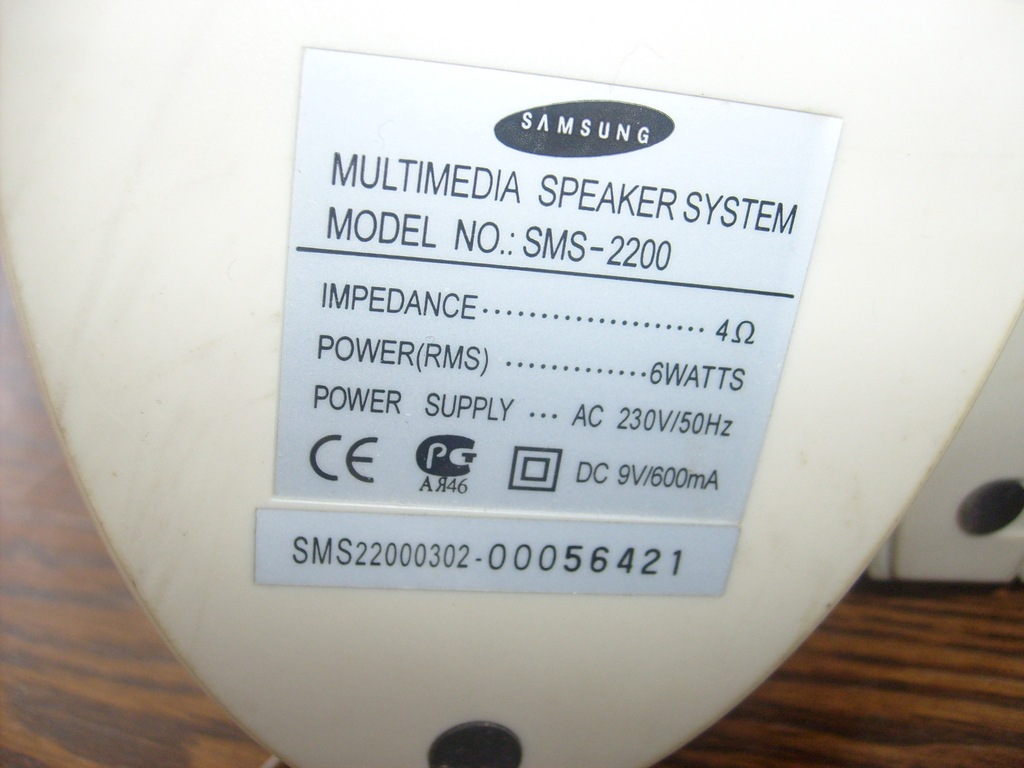 SAMSUNG
MULTIMEDIA SPEAKER SYSTEM
MODEL NO.: SMS-2200
IMPEDANCE .................... 4Ω
POWER(RMS) .............6WATTS
POWER SUPPLY ... AC 230V/50Hz
CE PG АЯ46 DC 9V/600mA
SMS22000302-00056421